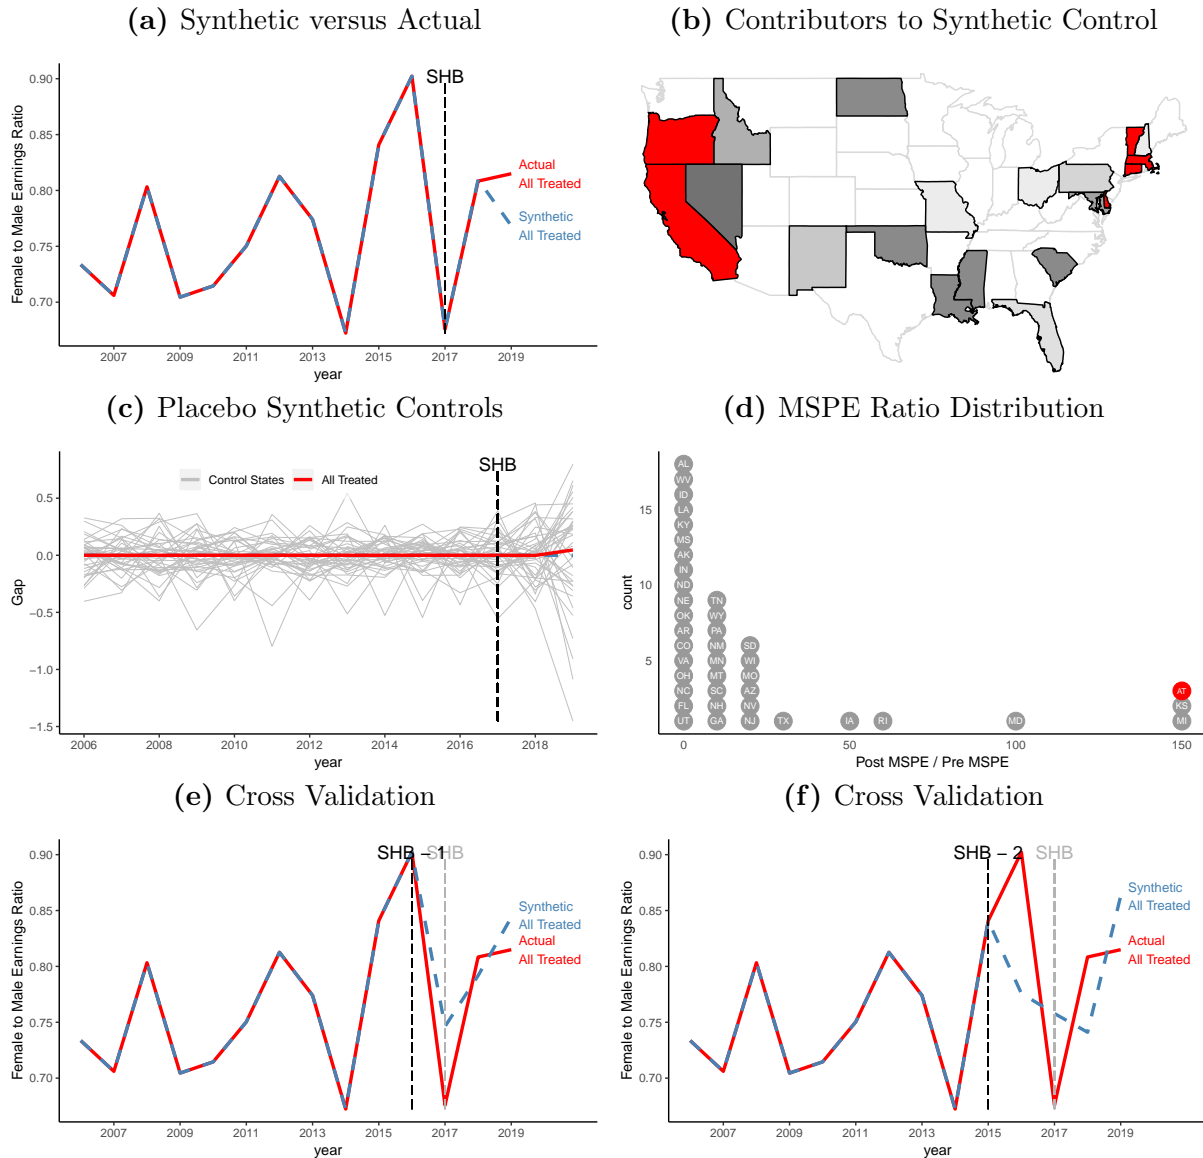 (a) Synthetic versus Actual
SHB
0.90
0.85
0.80
0.75
0.70
Female to Male Earnings Ratio
Actual
All Treated
Synthetic
All Treated
2007 2009 2011 2013 2015 2017 2019
year
(b) Contributors to Synthetic Control
(c) Placebo Synthetic Controls
SHB
Control States All Treated
0.5
0.0
−0.5
−1.0
−1.5
Gap
2006 2008 2010 2012 2014 2016 2018
year
(d) MSPE Ratio Distribution
15
10
5
count
AL
WV
ID
LA
KY
MS
AK
IN
ND
NE
OK
AR
CO
VA
OH
NC
FL
UT
TN
WY
PA
NM
MN
MT
SC
NH
GA
SD
WI
MO
AZ
NV
NJ
TX
IA
RI
MD
AT
KS
MI
0 50 100 150
Post MSPE / Pre MSPE
(e) Cross Validation
SHB − 1 SHB
0.90
0.85
0.80
0.75
0.70
Female to Male Earnings Ratio
Synthetic
All Treated
Actual
All Treated
2007 2009 2011 2013 2015 2017 2019
year
(f) Cross Validation
SHB − 2 SHB
0.90
0.85
0.80
0.75
0.70
Female to Male Earnings Ratio
Synthetic
All Treated
Actual
All Treated
2007 2009 2011 2013 2015 2017 2019
year